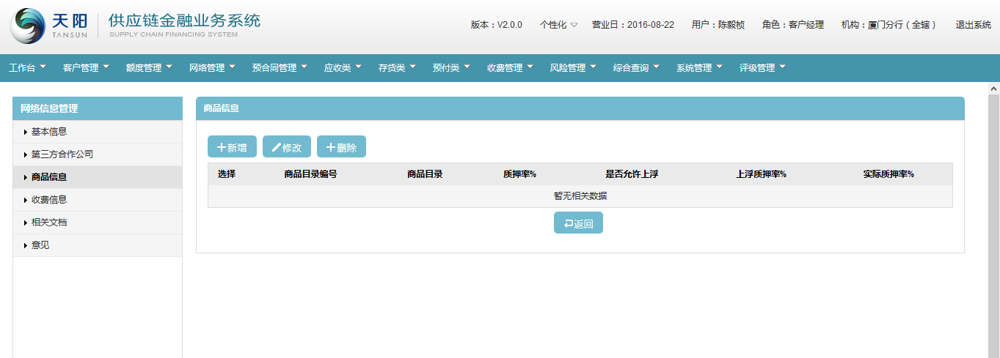 天阳 供应链金融业务系统
TANSUN SUPPLY CHAIN FINANCING SYSTEM
版本：V2.0.0 个性化 营业日：2016-08-22 用户：陈毅桢 角色：客户经理 机构：厦门分行（全辖） 退出系统
工作台 客户管理 额度管理 网络管理 预合同管理 应收类 存货类 预付类 收费管理 风险管理 综合查询 系统管理 评级管理
网络信息管理
基本信息
第三方合作公司
商品信息
收费信息
相关文档
意见
商品信息
新增 修改 删除
选择 商品目录编号 商品目录 质押率% 是否允许上浮 上浮质押率% 实际质押率%
暂无相关数据
返回